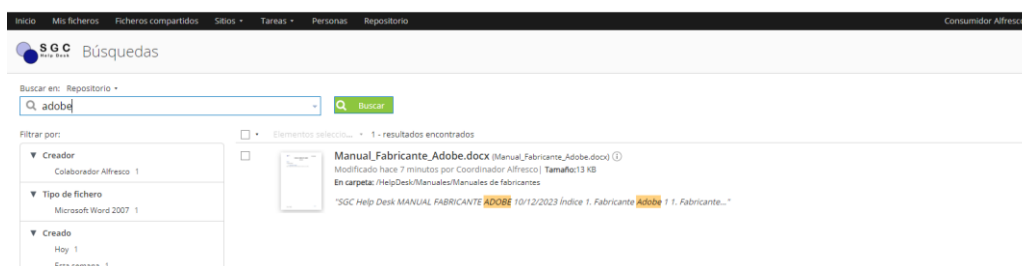 Inicio Mis ficheros Ficheros compartidos Sitios Tareas Personas Repositorio Consumidor Alfresco
SGC Help Desk Búsquedas
Buscar en: Repositorio
adobe Buscar
Filtrar por: Elementos seleccio... 1 - resultados encontrados
Creador
Colaborador Alfresco 1
Tipo de fichero
Microsoft Word 2007 1
Creado
Hoy 1
Esta semana 1
Manual_Fabricante_Adobe.docx (Manual_Fabricante_Adobe.docx)
Modificado hace 7 minutos por Coordinador Alfresco| Tamaño:13 KB
En carpeta: /HelpDesk/Manuales/Manuales de fabricantes
"SGC Help Desk MANUAL FABRICANTE ADOBE 10/12/2023 Índice 1. Fabricante Adobe 1 1. Fabricante..."